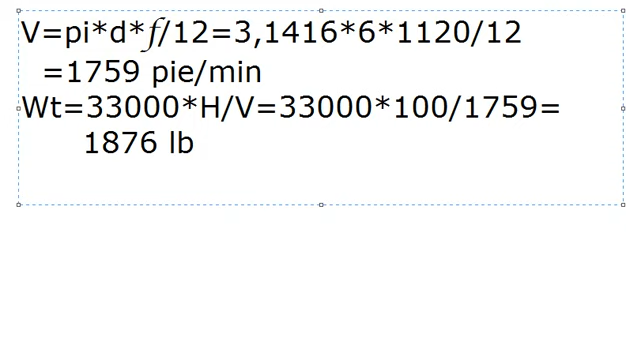 V=pi*d*f/12=3,1416*6*1120/12
=1759 pie/min
Wt=33000*H/V=33000*100/1759=
1876 lb